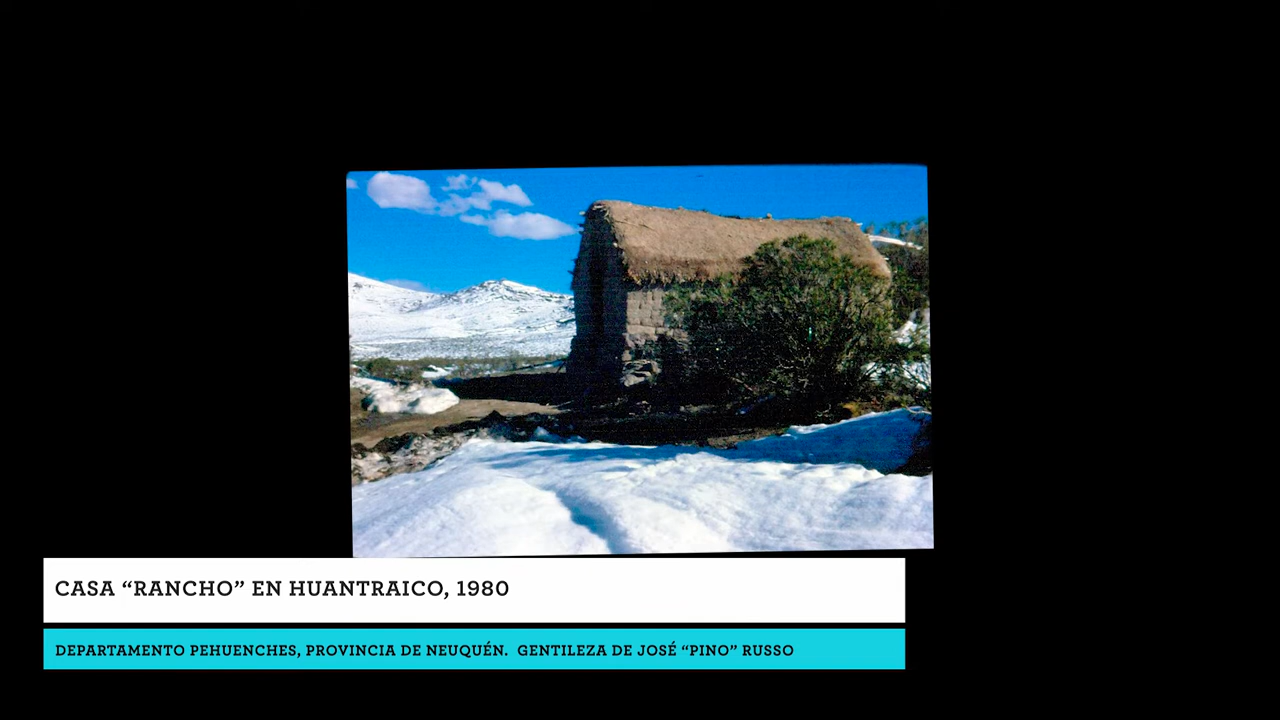 CASA “RANCHO” EN HUANTRAICO, 1980
DEPARTAMENTO PEHUENCHES, PROVINCIA DE NEUQUÉN. GENTILEZA DE JOSÉ “PINO” RUSSO